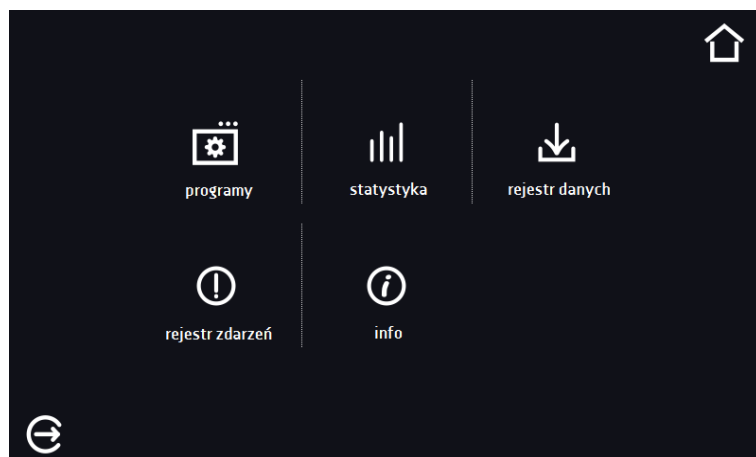 programy
statystyka
rejestr danych
rejestr zdarzeń
info